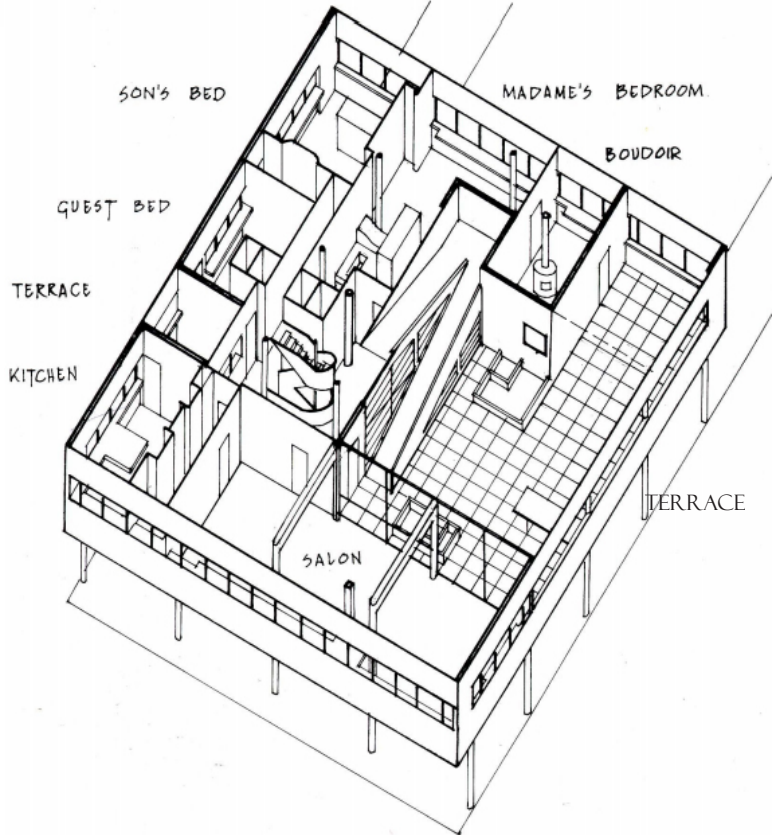 SON'S BED
MADAME'S BEDROOM.
BOUDOIR
GUEST BED
TERRACE
KITCHEN
TERRACE
SALON